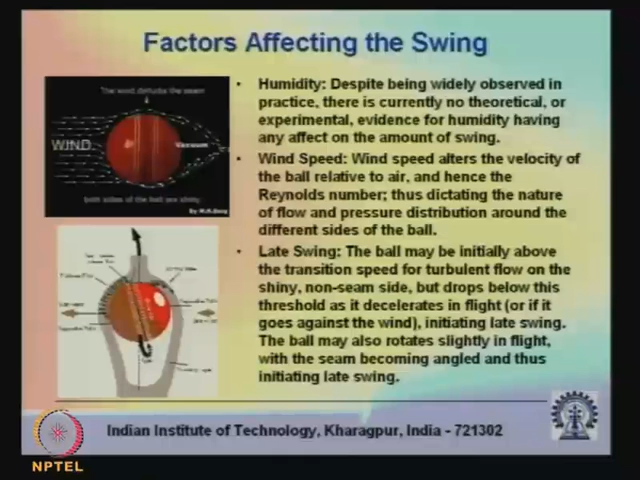 Factors Affecting the Swing
The wind deflects the seam
WIND
Vacuum
both sides of the ball are shiny
• Humidity: Despite being widely observed in
practice, there is currently no theoretical, or
experimental, evidence for humidity having
any affect on the amount of swing.
• Wind Speed: Wind speed alters the velocity of
the ball relative to air, and hence the
Reynolds number; thus dictating the nature
of flow and pressure distribution around the
different sides of the ball.
• Late Swing: The ball may be initially above
the transition speed for turbulent flow on the
shiny, non-seam side, but drops below this
threshold as it decelerates in flight (or if it
goes against the wind), initiating late swing.
The ball may also rotates slightly in flight,
with the seam becoming angled and thus
initiating late swing.
Indian Institute of Technology, Kharagpur, India - 721302
NPTEL